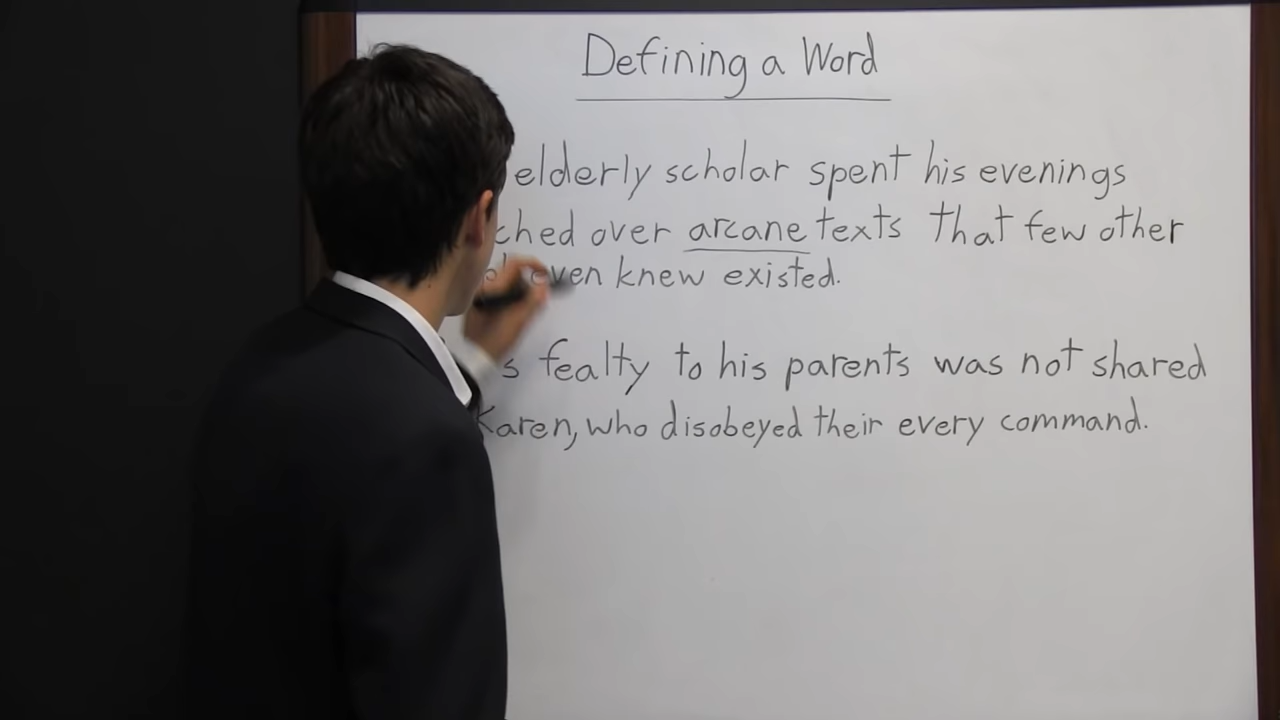 Defining a Word
elderly scholar spent his evenings
over arcane texts that few other
even knew existed.
fealty to his parents was not shared
Karen, who disobeyed their every command.